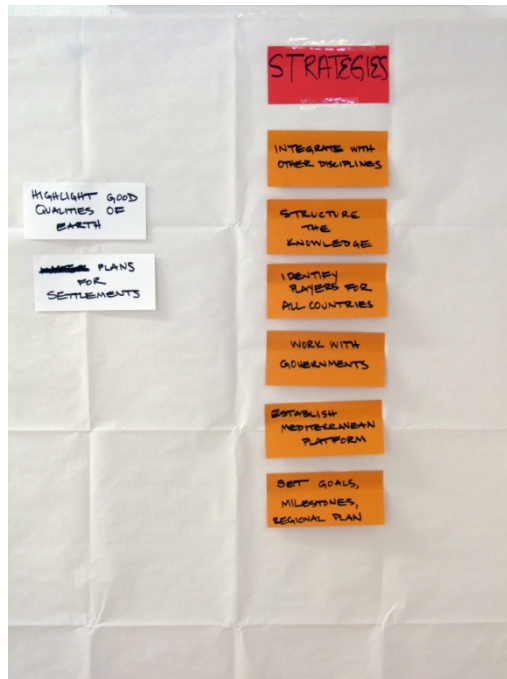 STRATEGIES
INTEGRATE WITH
OTHER DISCIPLINES
STRUCTURE
THE
KNOWLEDGE
IDENTIFY
PLAYERS FOR
ALL COUNTRIES
WORK WITH
GOVERNMENTS
ESTABLISH
MEDITERRANEAN
PLATFORM
SET GOALS,
MILESTONES,
REGIONAL PLAN
HIGHLIGHT GOOD
QUALITIES OF
EARTH
PLANS
FOR
SETTLEMENTS